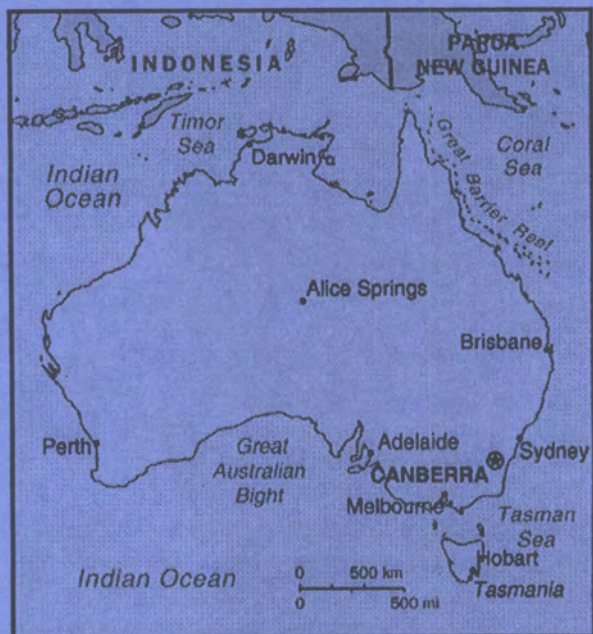 PAPUA
NEW GUINEA
INDONESIA
Timor
Sea
Darwin
Coral
Sea
Great Barrier Reef
Indian
Ocean
Alice Springs
Brisbane
Perth
Great
Australian
Bight
Adelaide
Sydney
CANBERRA
Melbourne
Tasman
Sea
Hobart
Tasmania
Indian Ocean
0 500 km
0 500 mi